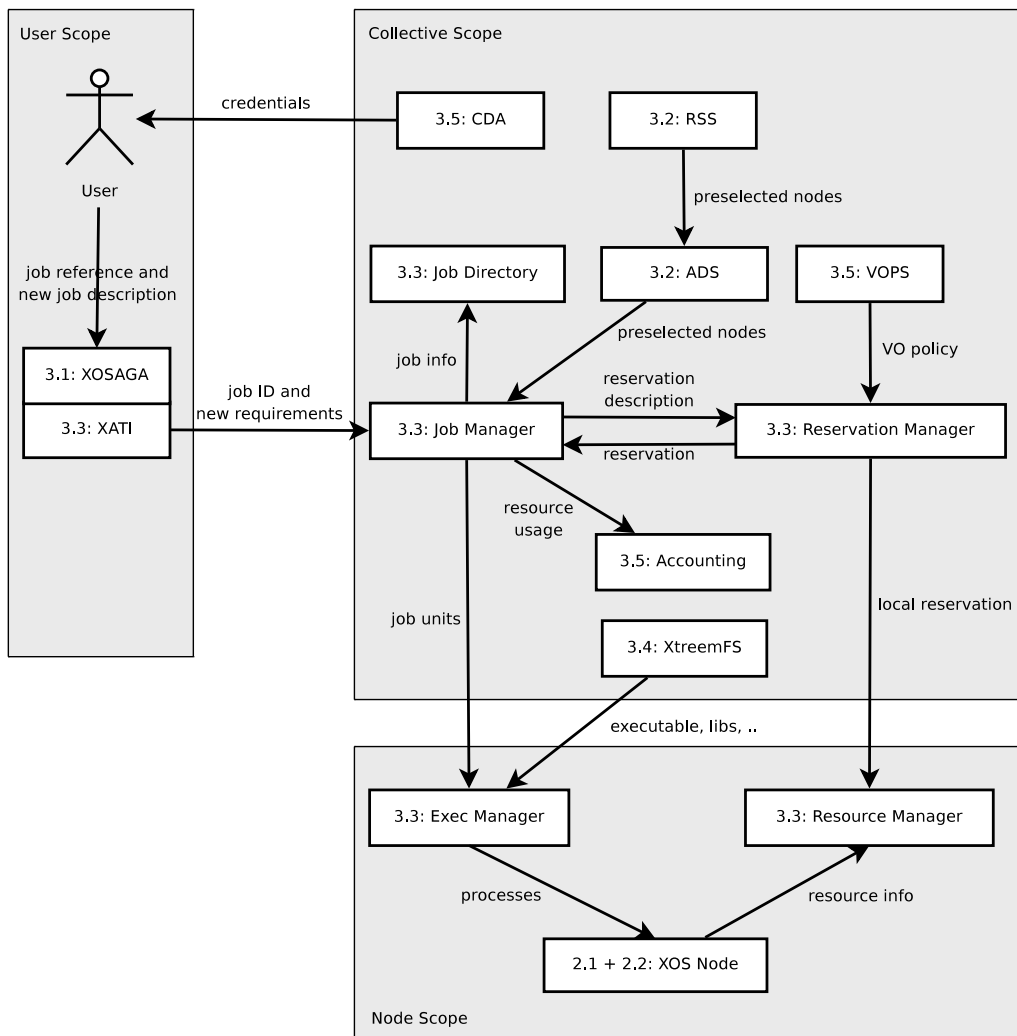 User Scope
Collective Scope
credentials
3.5: CDA
3.2: RSS
User
preselected nodes
job reference and
new job description
3.3: Job Directory
3.2: ADS
3.5: VOPS
preselected nodes
job info
VO policy
3.1: XOSAGA
3.3: XATI
job ID and
new requirements
reservation
description
3.3: Job Manager
3.3: Reservation Manager
reservation
resource
usage
3.5: Accounting
job units
local reservation
3.4: XtreemFS
executable, libs, ..
3.3: Exec Manager
3.3: Resource Manager
processes
resource info
2.1 + 2.2: XOS Node
Node Scope